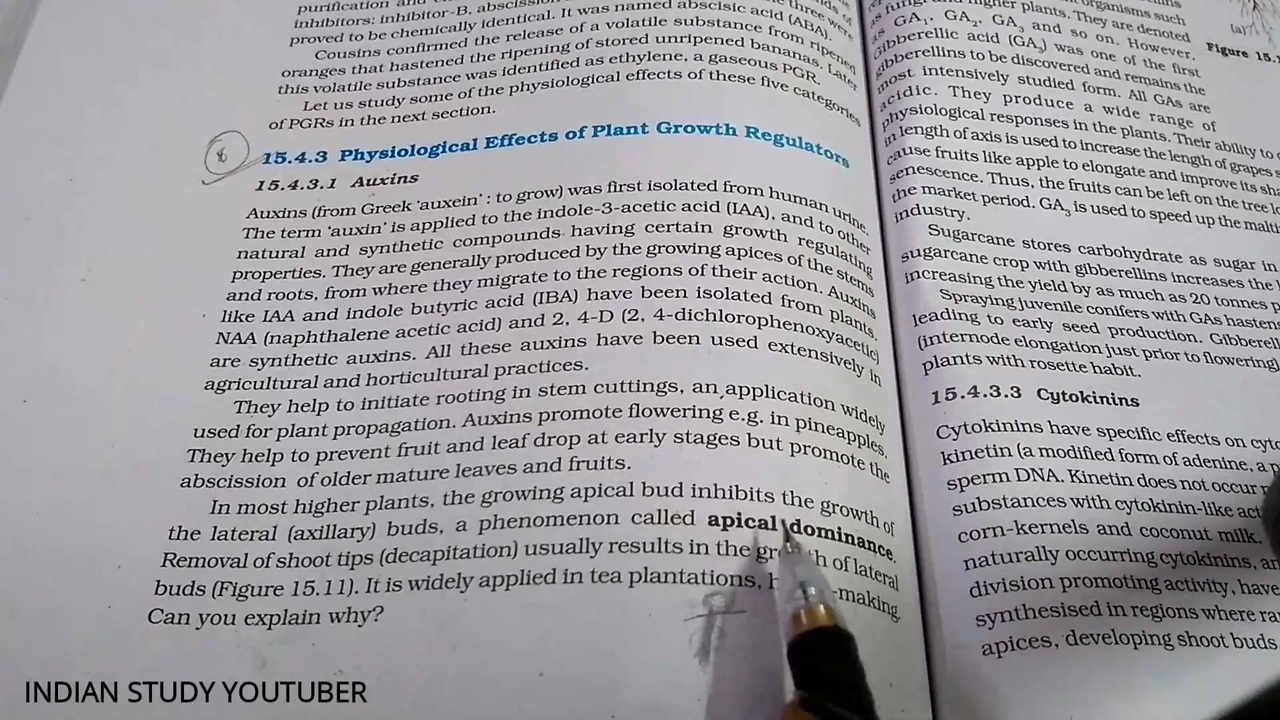 purification and
inhibitors: inhibitor-B, abscission three were
proved to be chemically identical. It was named abscisic acid (ABA).
Cousins confirmed the release of a volatile substance from ripened
oranges that hastened the ripening of stored unripened bananas. Later
this volatile substance was identified as ethylene, a gaseous PGR.
Let us study some of the physiological effects of these five categories
of PGRs in the next section.
15.4.3 Physiological Effects of Plant Growth Regulators
15.4.3.1 Auxins
Auxins (from Greek 'auxein' : to grow) was first isolated from human urine.
The term 'auxin' is applied to the indole-3-acetic acid (IAA), and to other
natural and synthetic compounds having certain growth regulating
properties. They are generally produced by the growing apices of the stems
and roots, from where they migrate to the regions of their action. Auxins
like IAA and indole butyric acid (IBA) have been isolated from plants.
NAA (naphthalene acetic acid) and 2, 4-D (2, 4-dichlorophenoxyacetic)
are synthetic auxins. All these auxins have been used extensively in
agricultural and horticultural practices.
They help to initiate rooting in stem cuttings, an application widely
used for plant propagation. Auxins promote flowering e.g. in pineapples.
They help to prevent fruit and leaf drop at early stages but promote the
abscission of older mature leaves and fruits.
In most higher plants, the growing apical bud inhibits the growth of
the lateral (axillary) buds, a phenomenon called apical dominance.
Removal of shoot tips (decapitation) usually results in the of lateral
buds (Figure 15.11). It is widely applied in tea plantations, -making.
Can you explain why?
organisms such
as fungi higher plants. They are denoted
as GA₁, GA₂, GA₃ and so on. However,
Gibberellic acid (GA₃) was one of the first
gibberellins to be discovered and remains the
most intensively studied form. All GAs are
acidic. They produce a wide range of
physiological responses in the plants. Their ability to
in length of axis is used to increase the length of grapes
cause fruits like apple to elongate and improve its
senescence. Thus, the fruits can be left on the tree
the market period. GA₃ is used to speed up the
industry.
Sugarcane stores carbohydrate as sugar in
sugarcane crop with gibberellins increases the
increasing the yield by as much as 20 tonnes
Spraying juvenile conifers with GAs
leading to early seed production.
(internode elongation just prior to flowering)
plants with rosette habit.
15.4.3.3 Cytokinins
Cytokinins have specific effects on
kinetin (a modified form of adenine, a
sperm DNA. Kinetin does not occur
substances with cytokinin-like
corn-kernels and coconut milk.
naturally occurring cytokinins,
division promoting activity, have
synthesised in regions where
apices, developing shoot buds
(a)
Figure 15.
INDIAN STUDY YOUTUBER